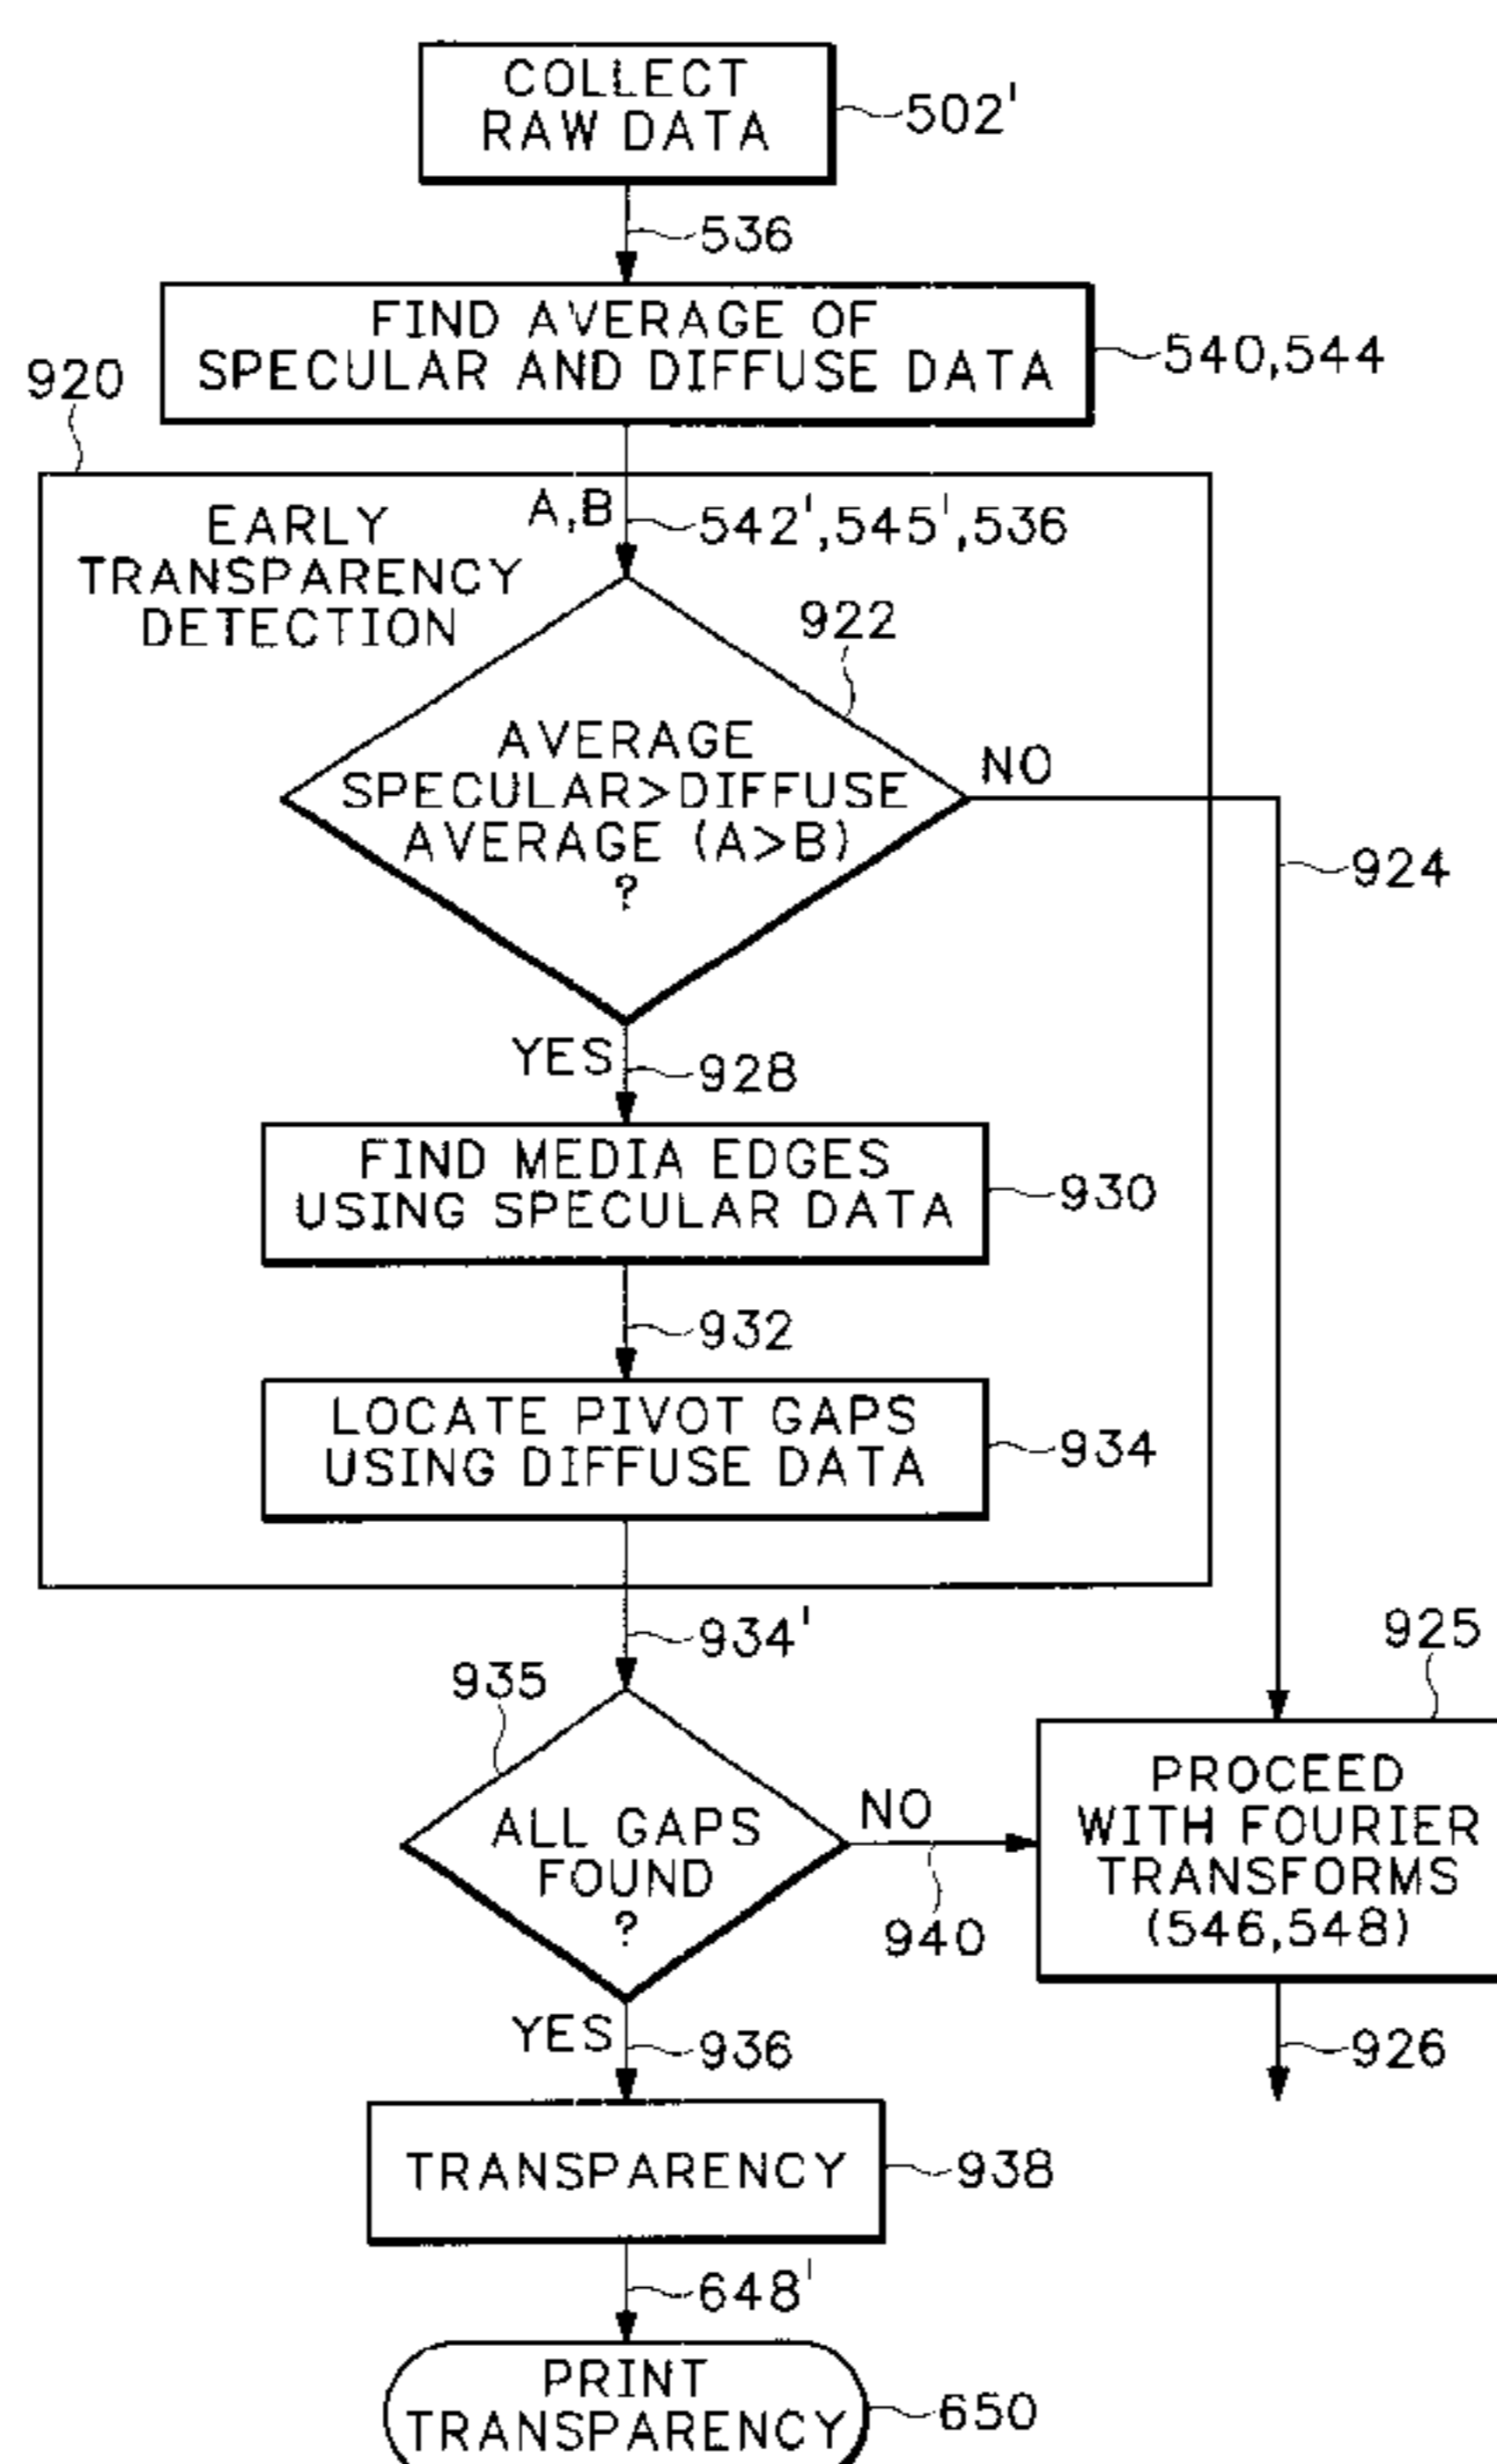 COLLECT
RAW DATA
502'
536
FIND AVERAGE OF
SPECULAR AND DIFFUSE DATA
540,544
920
EARLY
TRANSPARENCY
DETECTION
A,B
542',545',536
922
AVERAGE
SPECULAR>DIFFUSE
AVERAGE (A>B)
?
NO
924
YES
928
FIND MEDIA EDGES
USING SPECULAR DATA
930
932
LOCATE PIVOT GAPS
USING DIFFUSE DATA
934
934'
935
ALL GAPS
FOUND
?
NO
940
925
PROCEED
WITH FOURIER
TRANSFORMS
(546,548)
926
YES
936
TRANSPARENCY
938
648'
PRINT
TRANSPARENCY
650